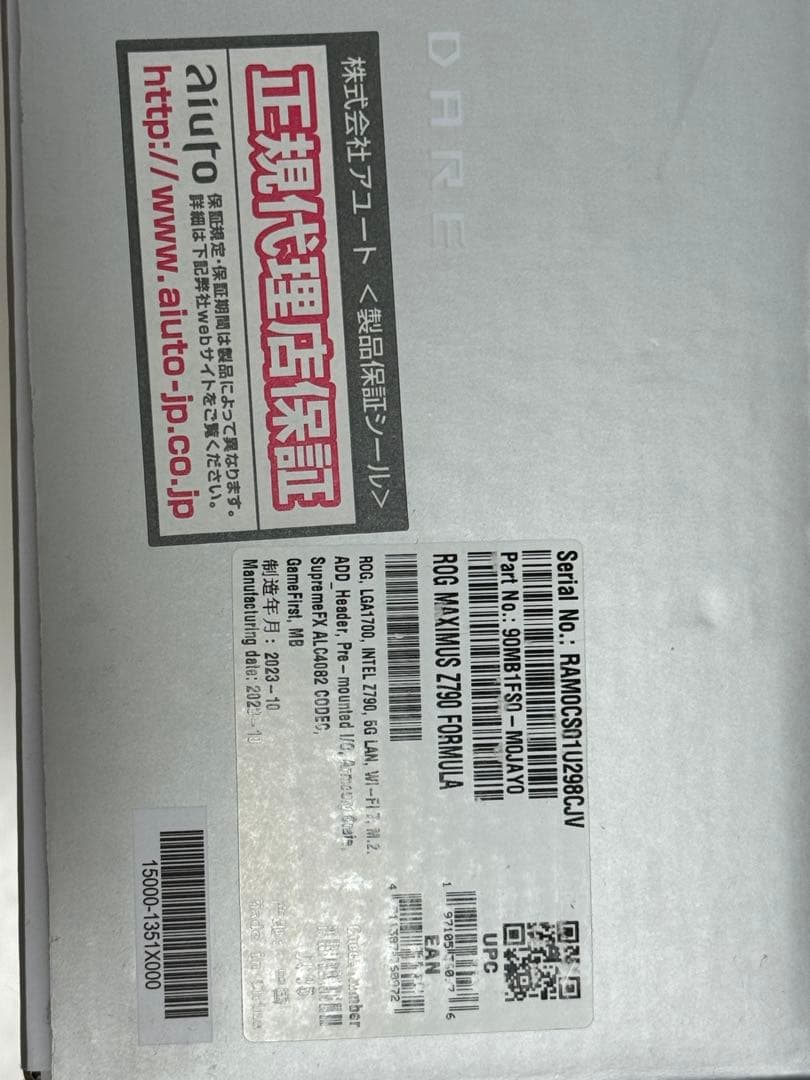 DARE
株式会社アユート <製品保証シール>
正規代理店保証
aiuto
保証規定・保証期間は製品によって異なります。
詳細は下記弊社webサイトをご覧ください。
http://www.aiuto-jp.co.jp
Serial No.: RAM0CS01U298CJV
Part No.: 90MB1FS0-M0JAY0
ROG MAXIMUS Z790 FORMULA
ROG, LGA1700, INTEL Z790, 5G LAN, WI-FI 7, M.2,
ADD_Header, Pre-mounted I/O,
SupremeFX ALC4082 CODEC,
GameFirst, MB
制造年月: 2023-10
Manufacturing date: 2023-10
UPC
EAN
15000-1351X000